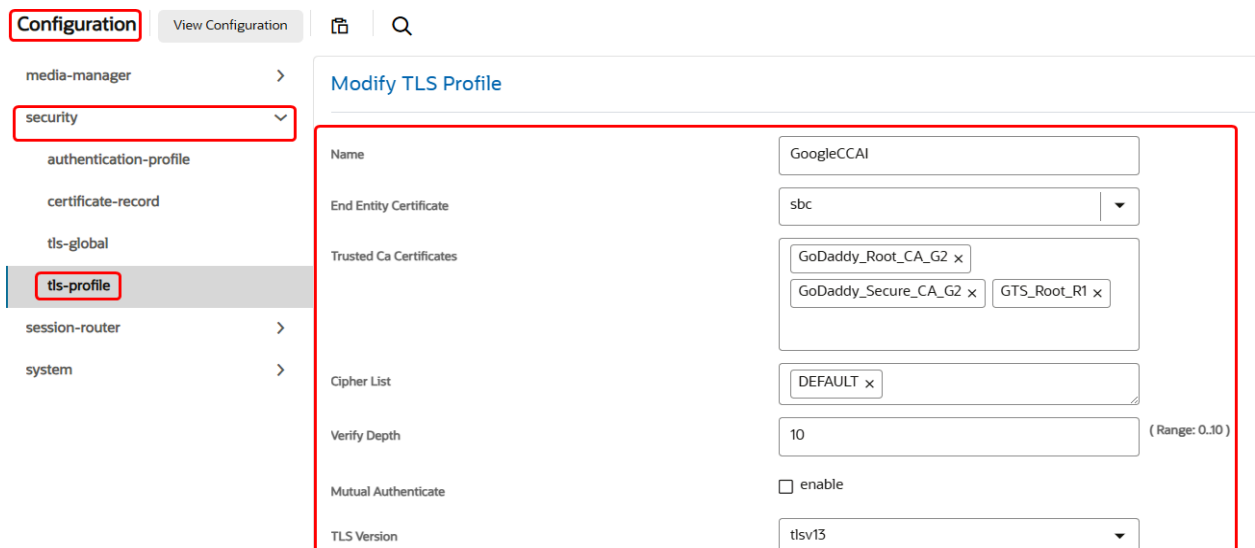 Configuration View Configuration
media-manager
security
authentication-profile
certificate-record
tls-global
tls-profile
session-router
system
Modify TLS Profile
Name GoogleCCAI
End Entity Certificate sbc
Trusted Ca Certificates GoDaddy_Root_CA_G2 ×
GoDaddy_Secure_CA_G2 × GTS_Root_R1 ×
Cipher List DEFAULT ×
Verify Depth 10 ( Range: 0..10 )
Mutual Authenticate enable
TLS Version tlsv13